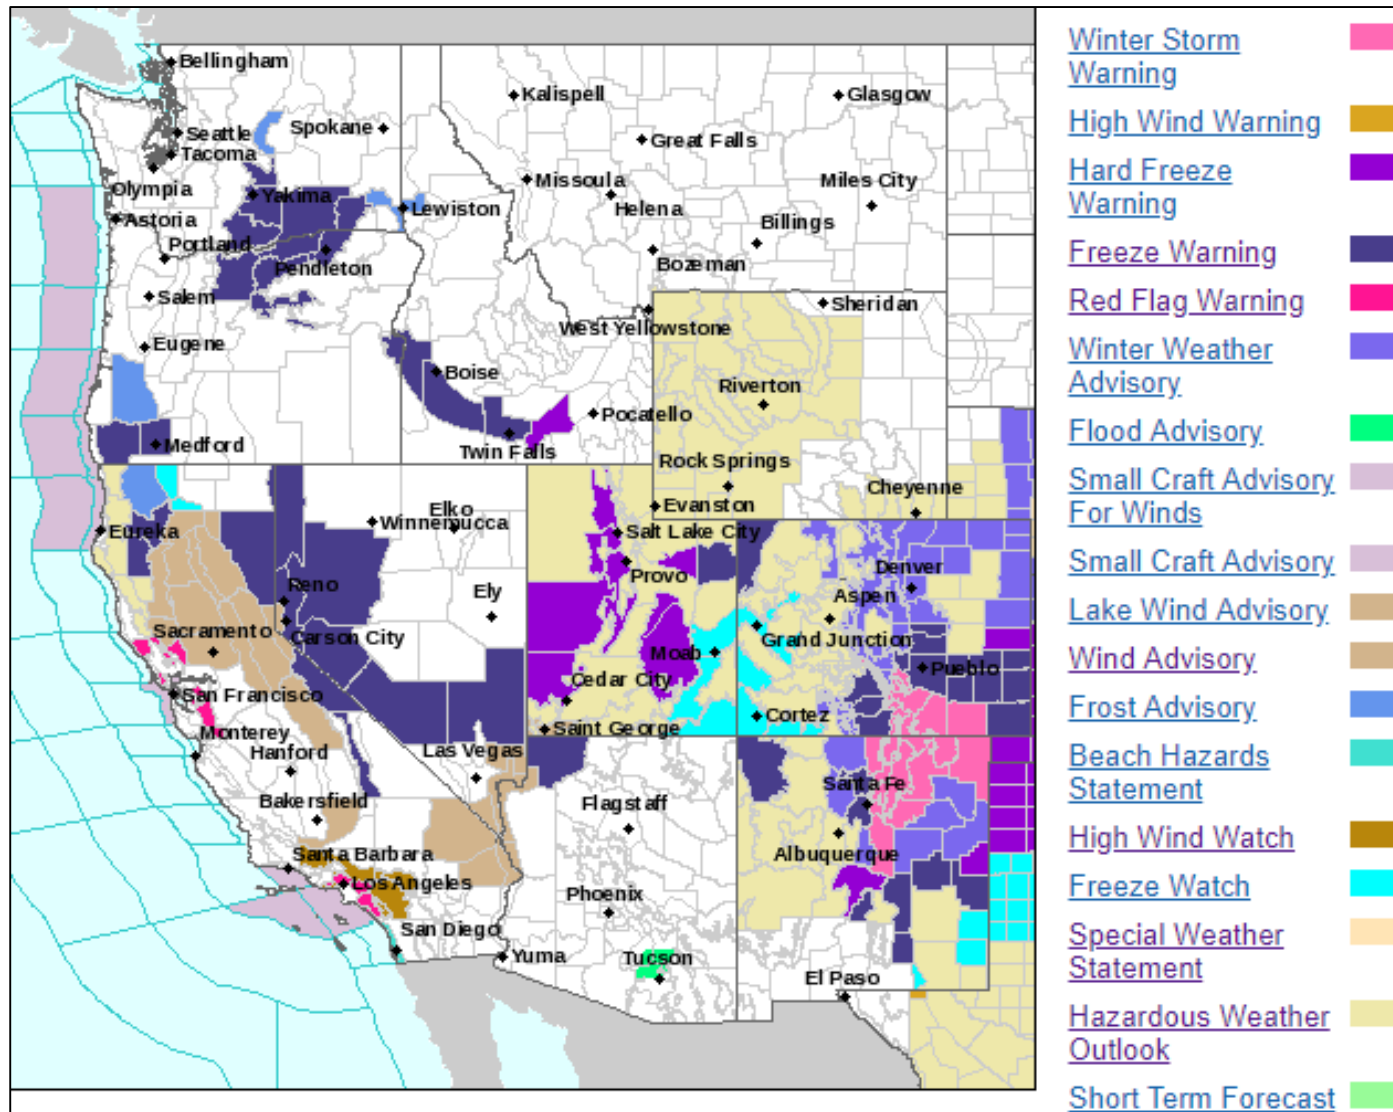 Bellingham
Kalispell
Glasgow
Seattle
Spokane
Great Falls
Tacoma
Olympia
Yakima
Lewiston
Missoula
Helena
Miles City
Astoria
Billings
Portland
Pendleton
Bozeman
Salem
Sheridan
West Yellowstone
Eugene
Boise
Riverton
Pocatello
Medford
Twin Falls
Rock Springs
Cheyenne
Evanston
Eureka
Elko
Winnemucca
Salt Lake City
Provo
Denver
Reno
Ely
Aspen
Sacramento
Carson City
Grand Junction
Moab
Pueblo
Cedar City
San Francisco
Cortez
Saint George
Monterey
Hanford
Las Vegas
Santa Fe
Bakersfield
Flagstaff
Santa Barbara
Albuquerque
Los Angeles
Phoenix
San Diego
Yuma
Tucson
El Paso
Winter Storm
Warning
High Wind Warning
Hard Freeze
Warning
Freeze Warning
Red Flag Warning
Winter Weather
Advisory
Flood Advisory
Small Craft Advisory
For Winds
Small Craft Advisory
Lake Wind Advisory
Wind Advisory
Frost Advisory
Beach Hazards
Statement
High Wind Watch
Freeze Watch
Special Weather
Statement
Hazardous Weather
Outlook
Short Term Forecast